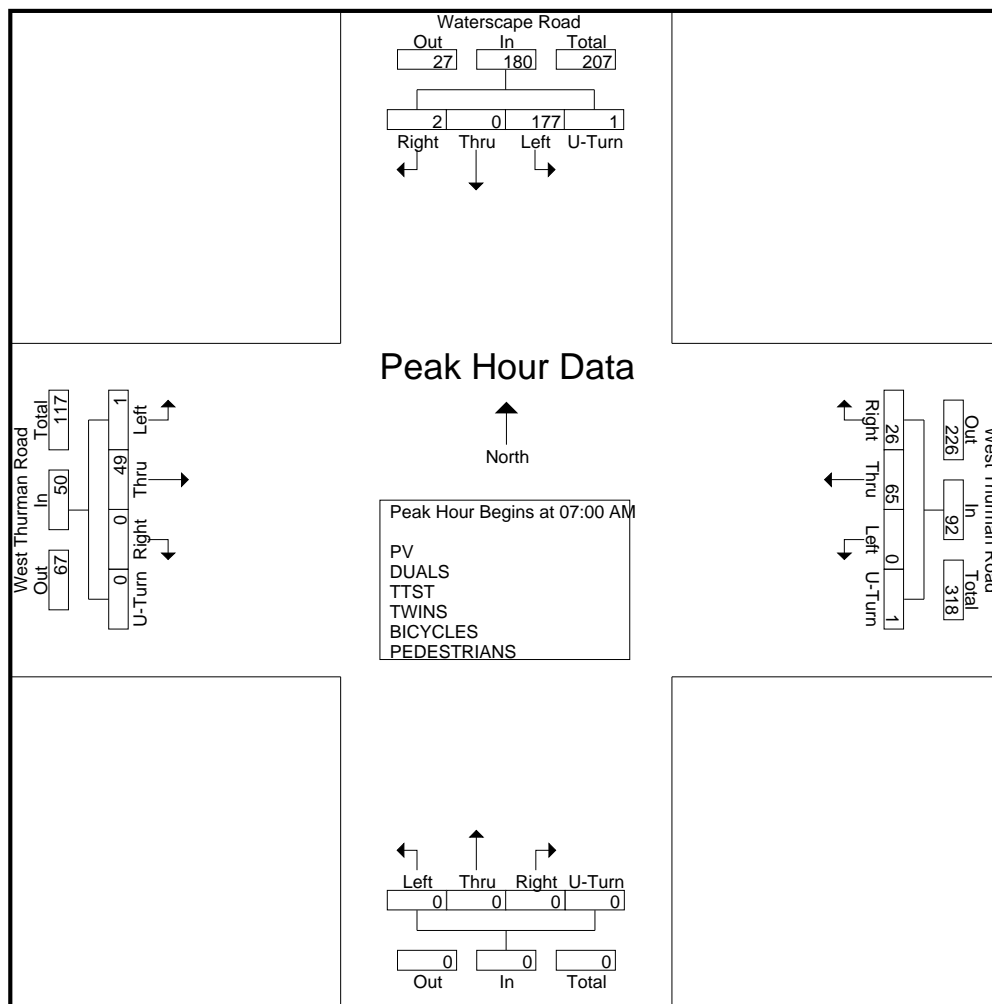 Waterscape Road
Out In Total
27 180 207
2 0 177 1
Right Thru Left U-Turn
Peak Hour Data
North
Peak Hour Begins at 07:00 AM
PV
DUALS
TTST
TWINS
BICYCLES
PEDESTRIANS
West Thurman Road
Total In Out
117 50 67
1 49 0 0
Left Thru Right U-Turn
West Thurman Road
Out In Total
226 92 318
26 65 0 1
Right Thru Left U-Turn
Left Thru Right U-Turn
0 0 0 0
0 0 0
Out In Total